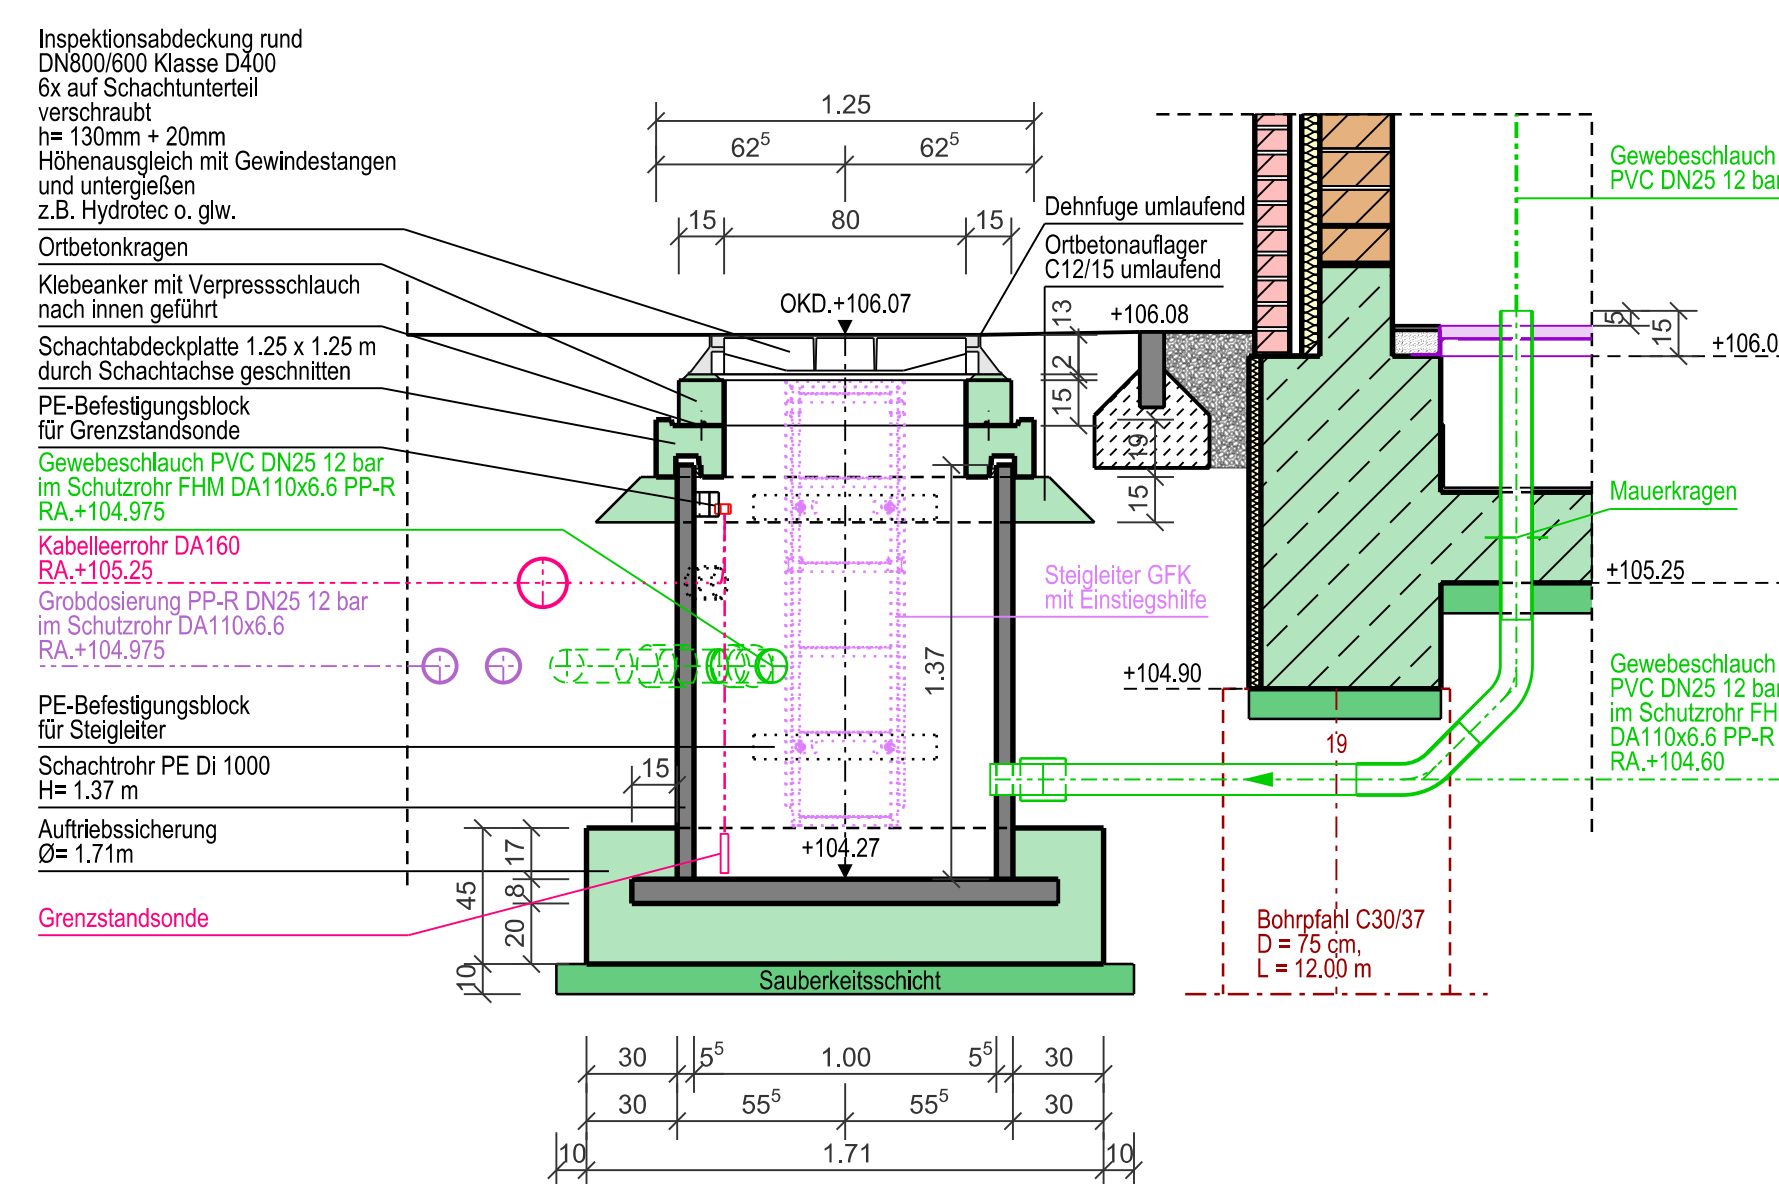 Inspektionsabdeckung rund
DN800/600 Klasse D400
6x auf Schachtunterteil
verschraubt
h= 130mm + 20mm
Höhenausgleich mit Gewindestangen
und untergießen
z.B. Hydrotec o. glw.
Ortbetonkragen
Klebeanker mit Verpressschlauch
nach innen geführt
Schachtabdeckplatte 1.25 x 1.25 m
durch Schachtachse geschnitten
PE-Befestigungsblock
für Grenzstandsonde
Gewebeschlauch PVC DN25 12 bar
im Schutzrohr FHM DA110x6.6 PP-R
RA.+104.975
Kabelleerrohr DA160
RA.+105.25
Grobdosierung PP-R DN25 12 bar
im Schutzrohr DA110x6.6
RA.+104.975
PE-Befestigungsblock
für Steigleiter
Schachtrohr PE Di 1000
H= 1.37 m
Auftriebssicherung
Ø= 1.71m
Grenzstandsonde
1.25
62⁵ 62⁵
15 80 15
OKD.+106.07
Dehnfuge umlaufend
Ortbetonauflager
C12/15 umlaufend
+106.08
13
2
15
19
15
Steigleiter GFK
mit Einstiegshilfe
1.37
+104.27
15
17
8
20
45
10
Sauberkeitsschicht
30 5⁵ 1.00 5⁵ 30
30 55⁵ 55⁵ 30
10 1.71 10
Gewebeschlauch
PVC DN25 12 bar
5
15
+106.0
Mauerkragen
+105.25
+104.90
Gewebeschlauch
PVC DN25 12 bar
im Schutzrohr FH
DA110x6.6 PP-R
RA.+104.60
19
Bohrpfahl C30/37
D = 75 cm,
L = 12.00 m